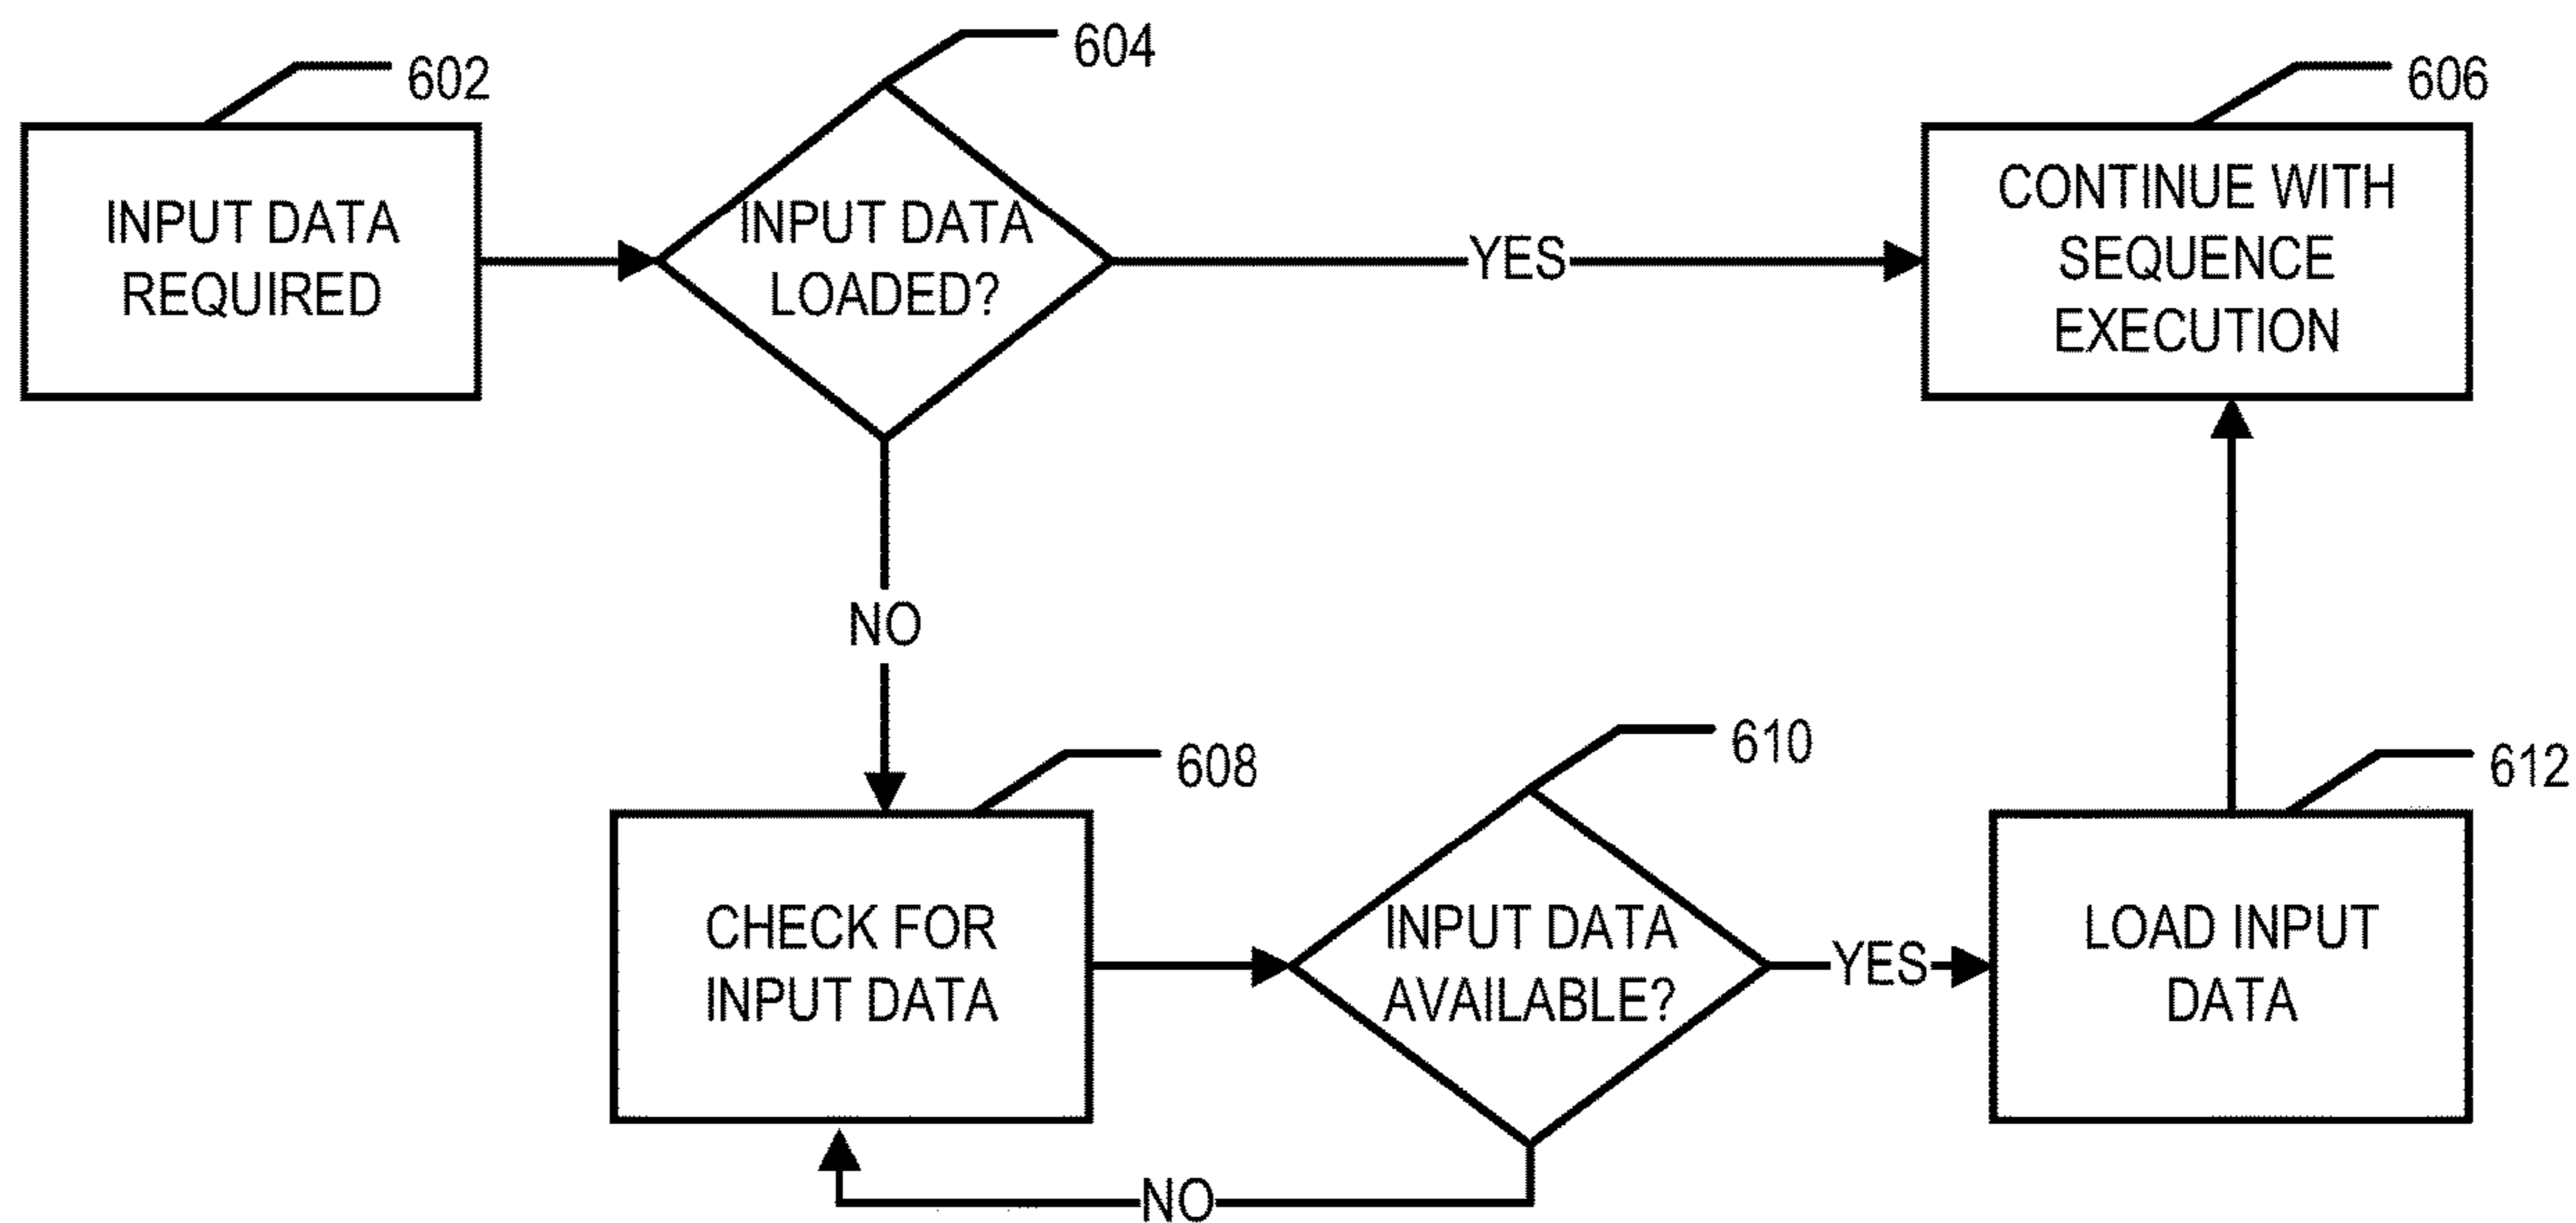 602
INPUT DATA
REQUIRED
604
INPUT DATA
LOADED?
YES
606
CONTINUE WITH
SEQUENCE
EXECUTION
NO
608
CHECK FOR
INPUT DATA
610
INPUT DATA
AVAILABLE?
YES
612
LOAD INPUT
DATA
NO